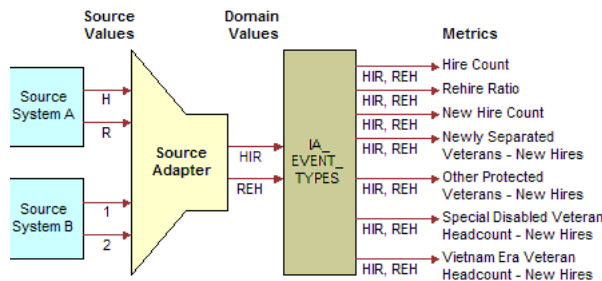 Source
Values
Domain
Values
Metrics
Source
System A
H
R
Source
System B
1
2
Source
Adapter
HIR
REH
IA_
EVENT_
TYPES
HIR, REH
Hire Count
HIR, REH
Rehire Ratio
HIR, REH
New Hire Count
HIR, REH
Newly Separated
Veterans - New Hires
HIR, REH
Other Protected
Veterans - New Hires
HIR, REH
Special Disabled Veteran
Headcount - New Hires
HIR, REH
Vietnam Era Veteran
Headcount - New Hires